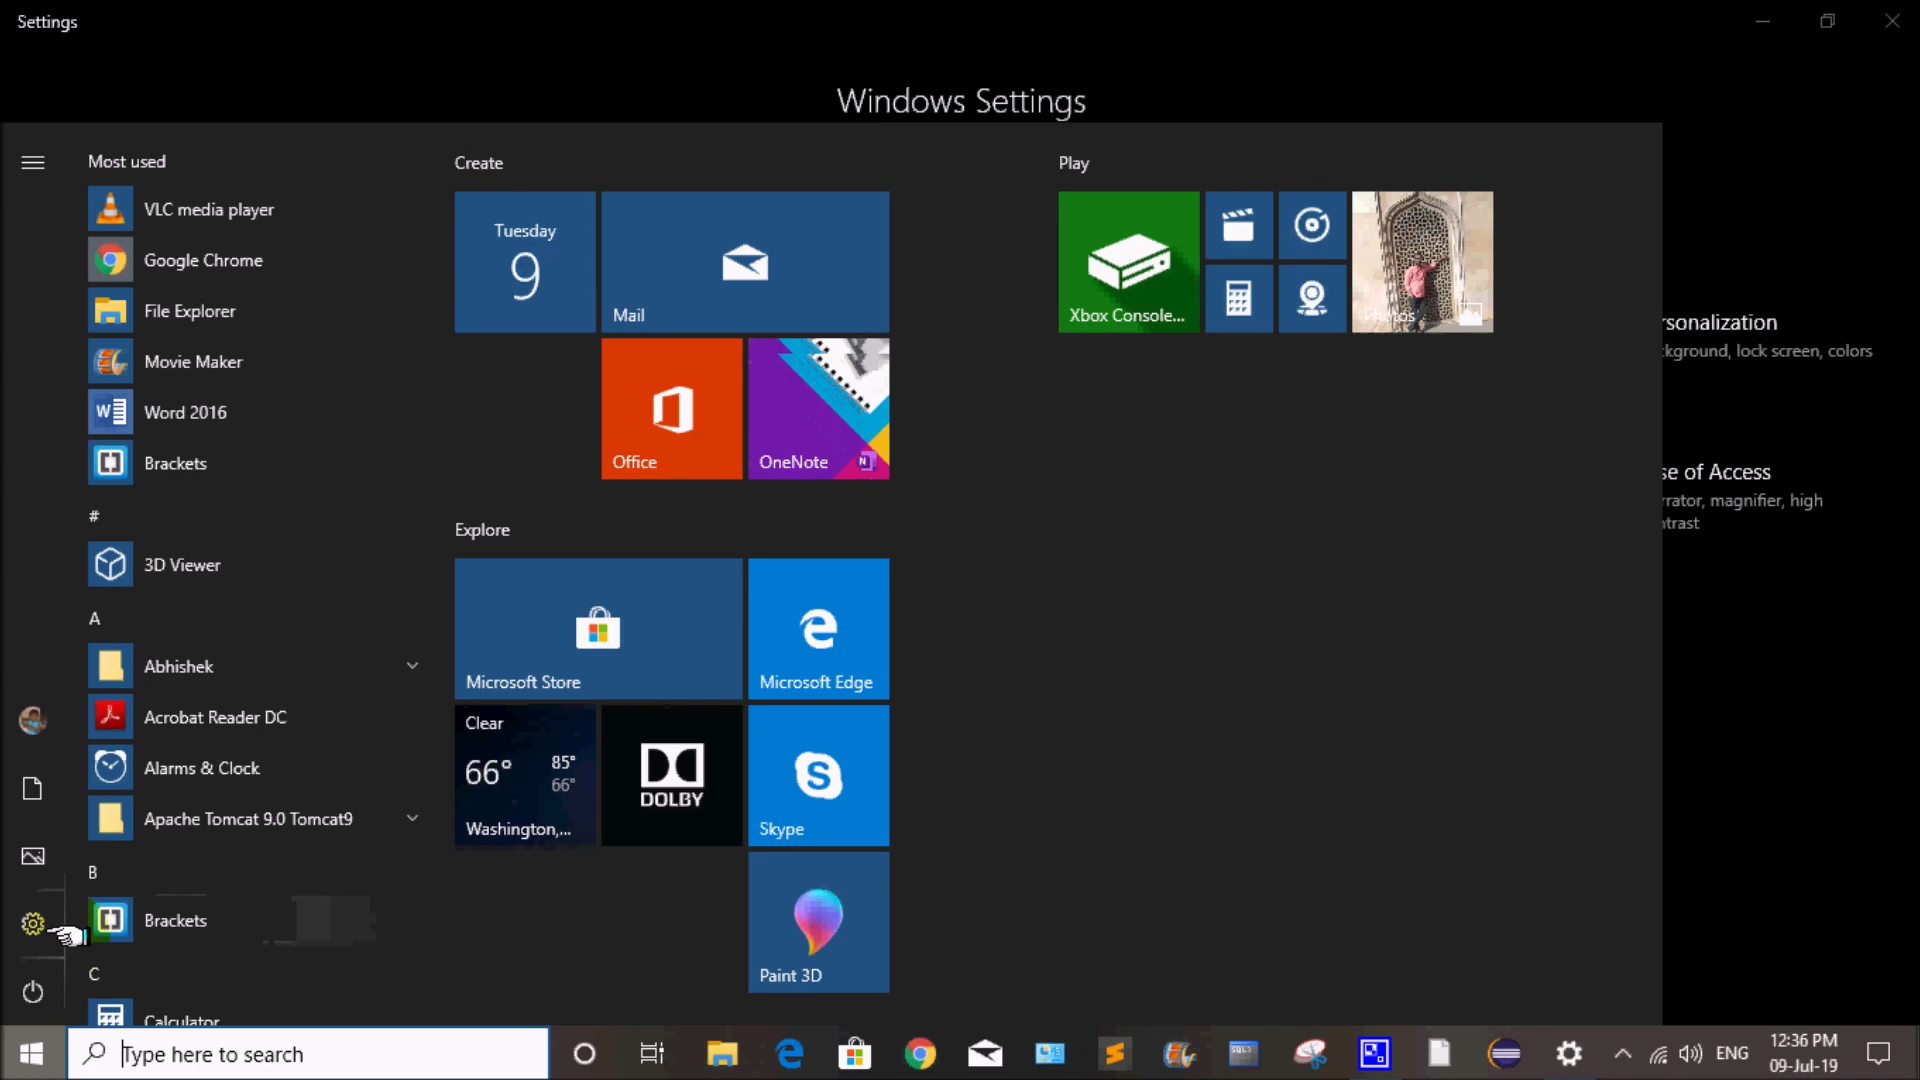 Settings
Windows Settings
Most used
VLC media player
Google Chrome
File Explorer
Movie Maker
Word 2016
Brackets
#
3D Viewer
A
Abhishek
Acrobat Reader DC
Alarms & Clock
Apache Tomcat 9.0 Tomcat9
B
Brackets
C
Calculator
Create
Tuesday
9
Mail
Office
OneNote
Explore
Microsoft Store
Microsoft Edge
Clear
66° 85°
66°
Washington,...
DOLBY
Skype
Paint 3D
Play
Xbox Console...
Photos
rsonalization
kground, lock screen, colors
se of Access
rrator, magnifier, high
ntrast
Type here to search
ENG
12:36 PM
09-Jul-19